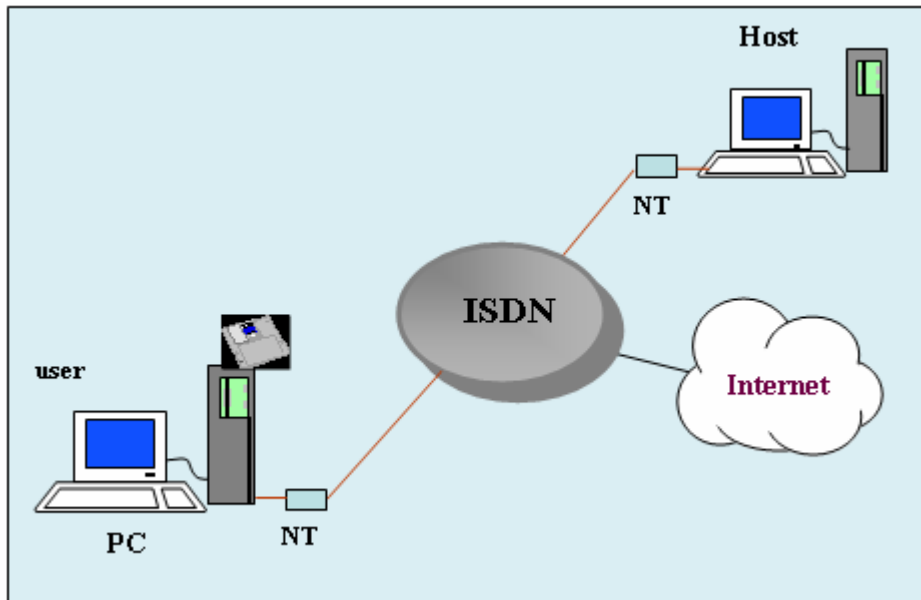 Host
NT
ISDN
user
Internet
NT
PC